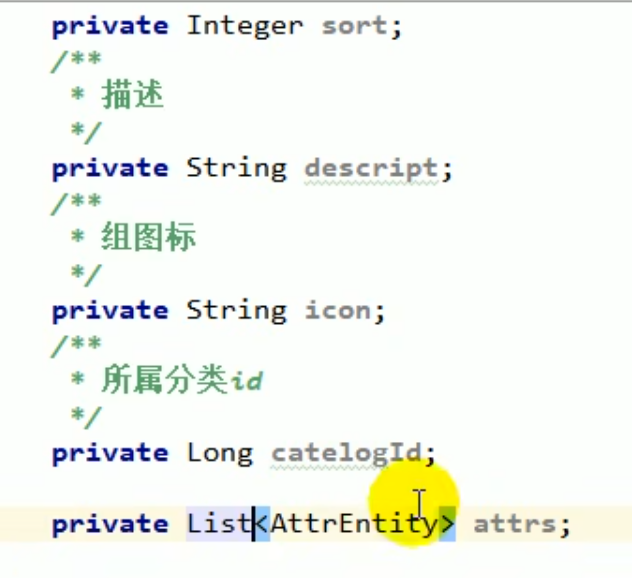 private Integer sort;
/**
* 描述
*/
private String descript;
/**
* 组图标
*/
private String icon;
/**
* 所属分类id
*/
private Long catelogId;
private List<AttrEntity> attrs;